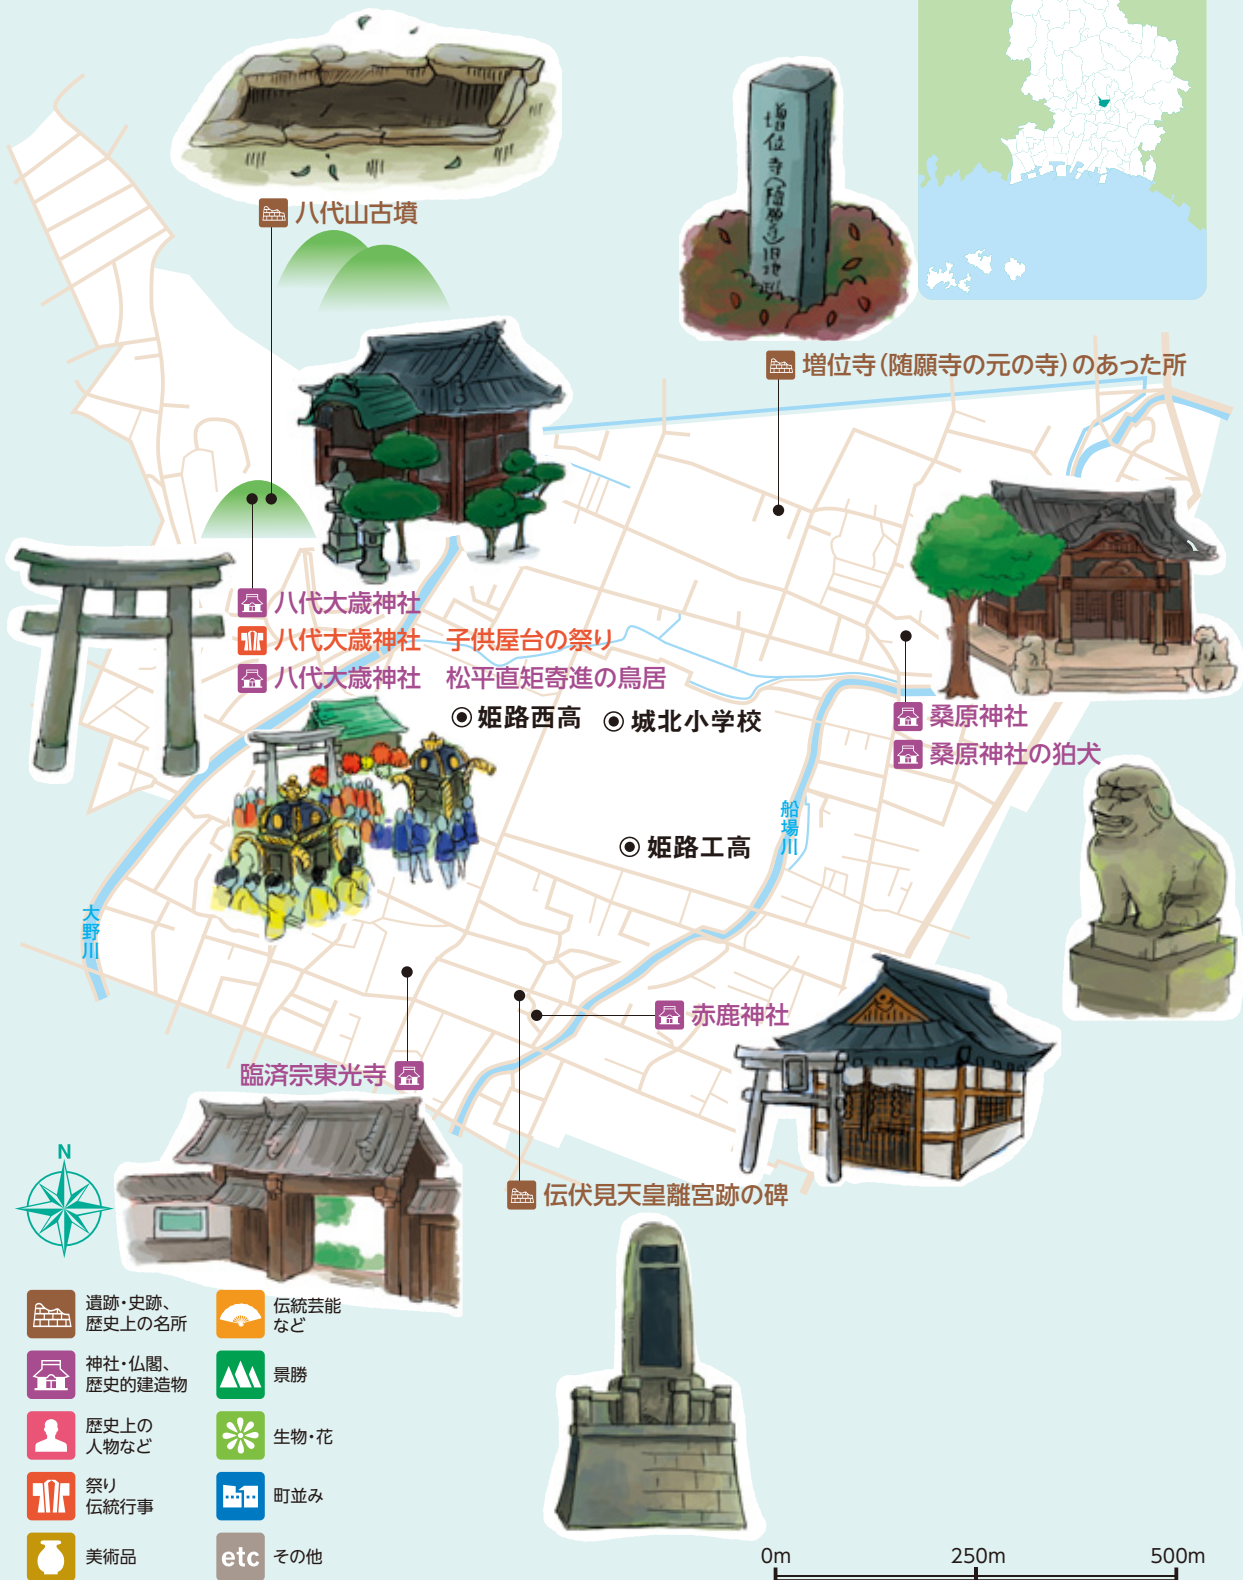 八代山古墳
増位寺(随願寺)旧地
増位寺(随願寺の元の寺)のあった所
八代大歳神社
八代大歳神社 子供屋台の祭り
八代大歳神社 松平直矩寄進の鳥居
姫路西高
城北小学校
桑原神社
桑原神社の狛犬
船場川
姫路工高
大野川
赤鹿神社
臨済宗東光寺
伝伏見天皇離宮跡の碑
N
遺跡・史跡、
歴史上の名所
神社・仏閣、
歴史的建造物
歴史上の
人物など
祭り
伝統行事
美術品
伝統芸能
など
景勝
生物・花
町並み
etc その他
0m 250m 500m